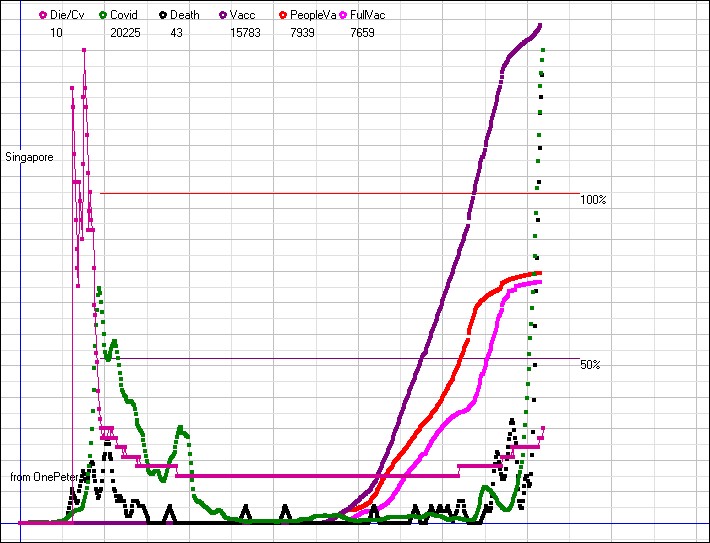 Die/Cv Covid Death Vacc PeopleVa FullVac
10 20225 43 15783 7939 7659
Singapore
100%
50%
from OnePeter